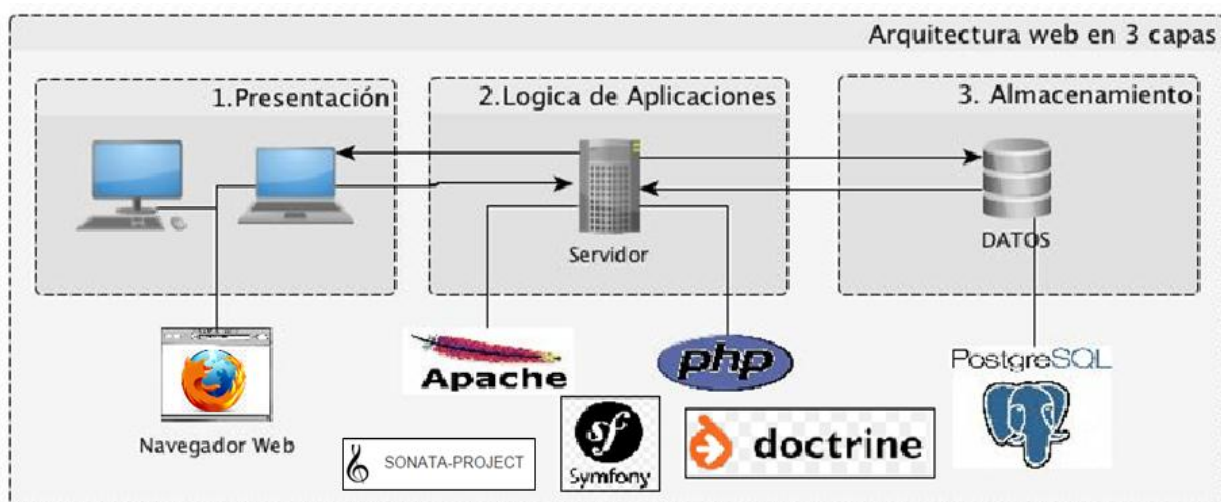 Arquitectura web en 3 capas
1.Presentación
2.Logica de Aplicaciones
3. Almacenamiento
Servidor
DATOS
Navegador Web
Apache
php
PostgreSQL
SONATA-PROJECT
sf
Symfony
doctrine